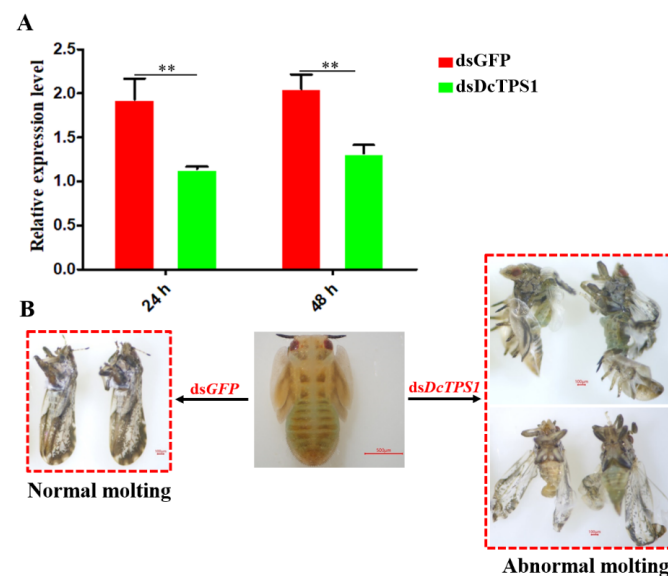 A
Relative expression level
2.5
2.0
1.5
1.0
0.5
0.0
**
**
24 h
48 h
dsGFP
dsDcTPS1
B
dsGFP
dsDcTPS1
Normal molting
Abnormal molting